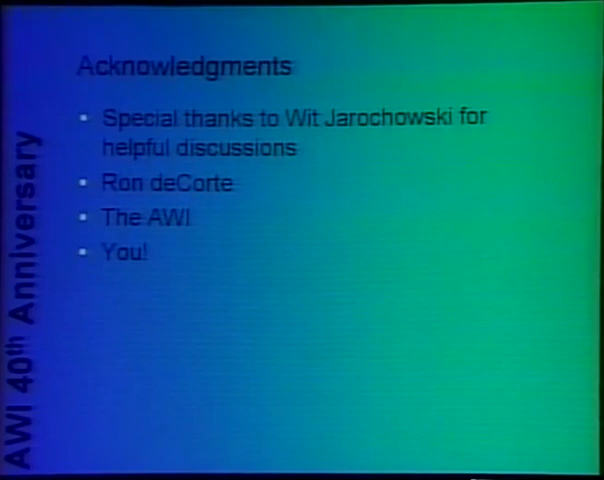 Acknowledgments
• Special thanks to Wit Jarochowski for
helpful discussions
• Ron deCorte
• The AWI
• You!
AWI 40th Anniversary